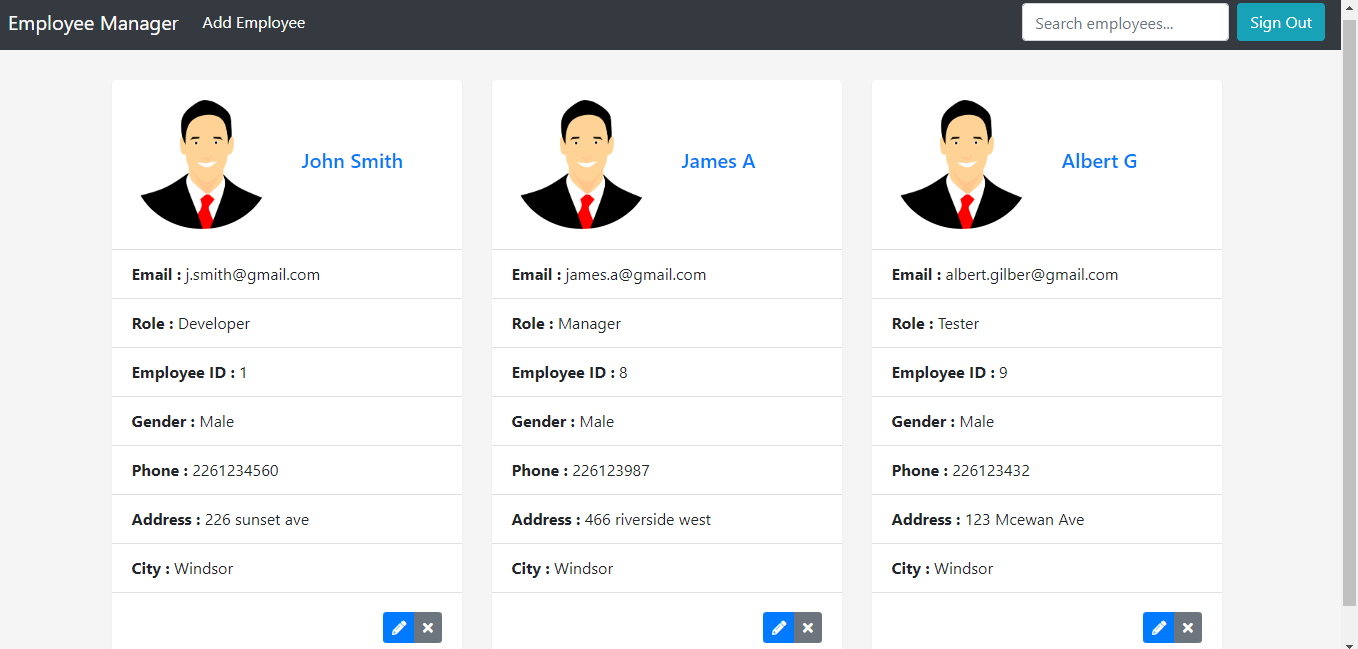 Employee Manager Add Employee Search employees... Sign Out
John Smith
Email : j.smith@gmail.com
Role : Developer
Employee ID : 1
Gender : Male
Phone : 2261234560
Address : 226 sunset ave
City : Windsor
James A
Email : james.a@gmail.com
Role : Manager
Employee ID : 8
Gender : Male
Phone : 226123987
Address : 466 riverside west
City : Windsor
Albert G
Email : albert.gilber@gmail.com
Role : Tester
Employee ID : 9
Gender : Male
Phone : 226123432
Address : 123 Mcewan Ave
City : Windsor